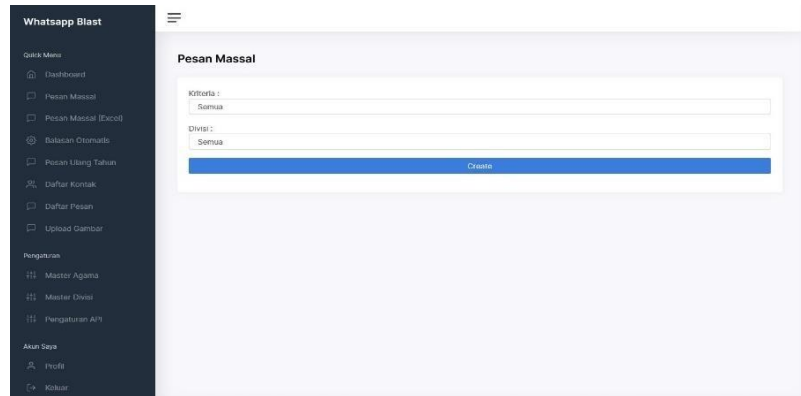 Whatsapp Blast
Quick Menu
Dashboard
Pesan Massal
Pesan Massal (Excel)
Balasan Otomatis
Pesan Ulang Tahun
Daftar Kontak
Daftar Pesan
Upload Gambar
Pengaturan
Master Agama
Master Divisi
Pengaturan API
Akun Saya
Profil
Keluar
Pesan Massal
Kriteria :
Semua
Divisi :
Semua
Create